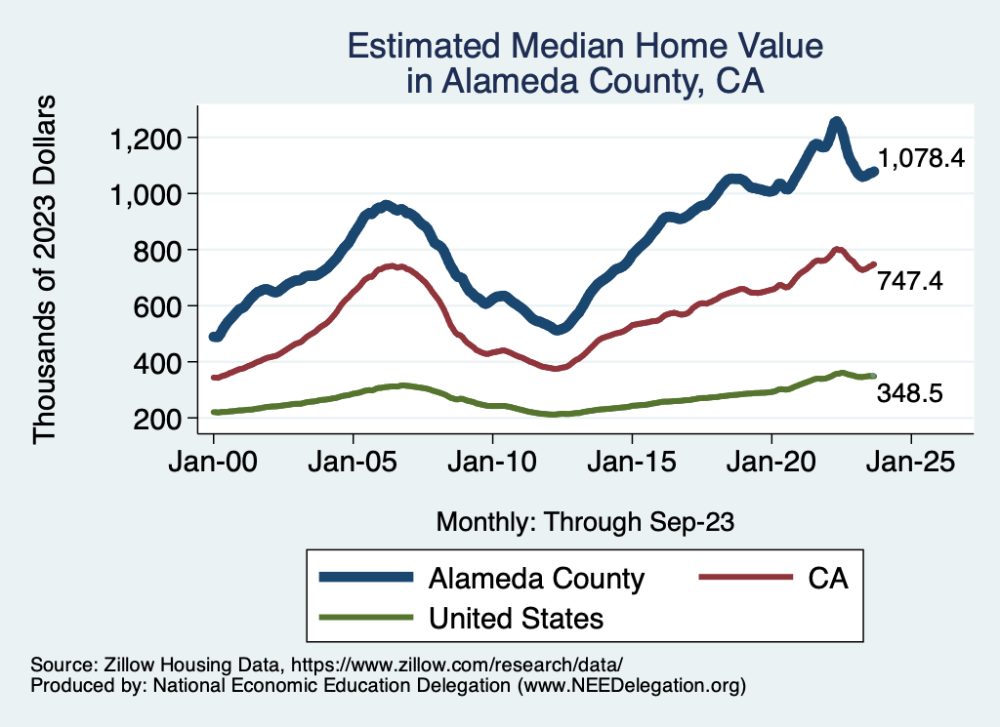 Estimated Median Home Value
in Alameda County, CA
Thousands of 2023 Dollars
1,200
1,000
800
600
400
200
1,078.4
747.4
348.5
Jan-00 Jan-05 Jan-10 Jan-15 Jan-20 Jan-25
Monthly: Through Sep-23
Alameda County CA
United States
Source: Zillow Housing Data, https://www.zillow.com/research/data/
Produced by: National Economic Education Delegation (www.NEEDelegation.org)